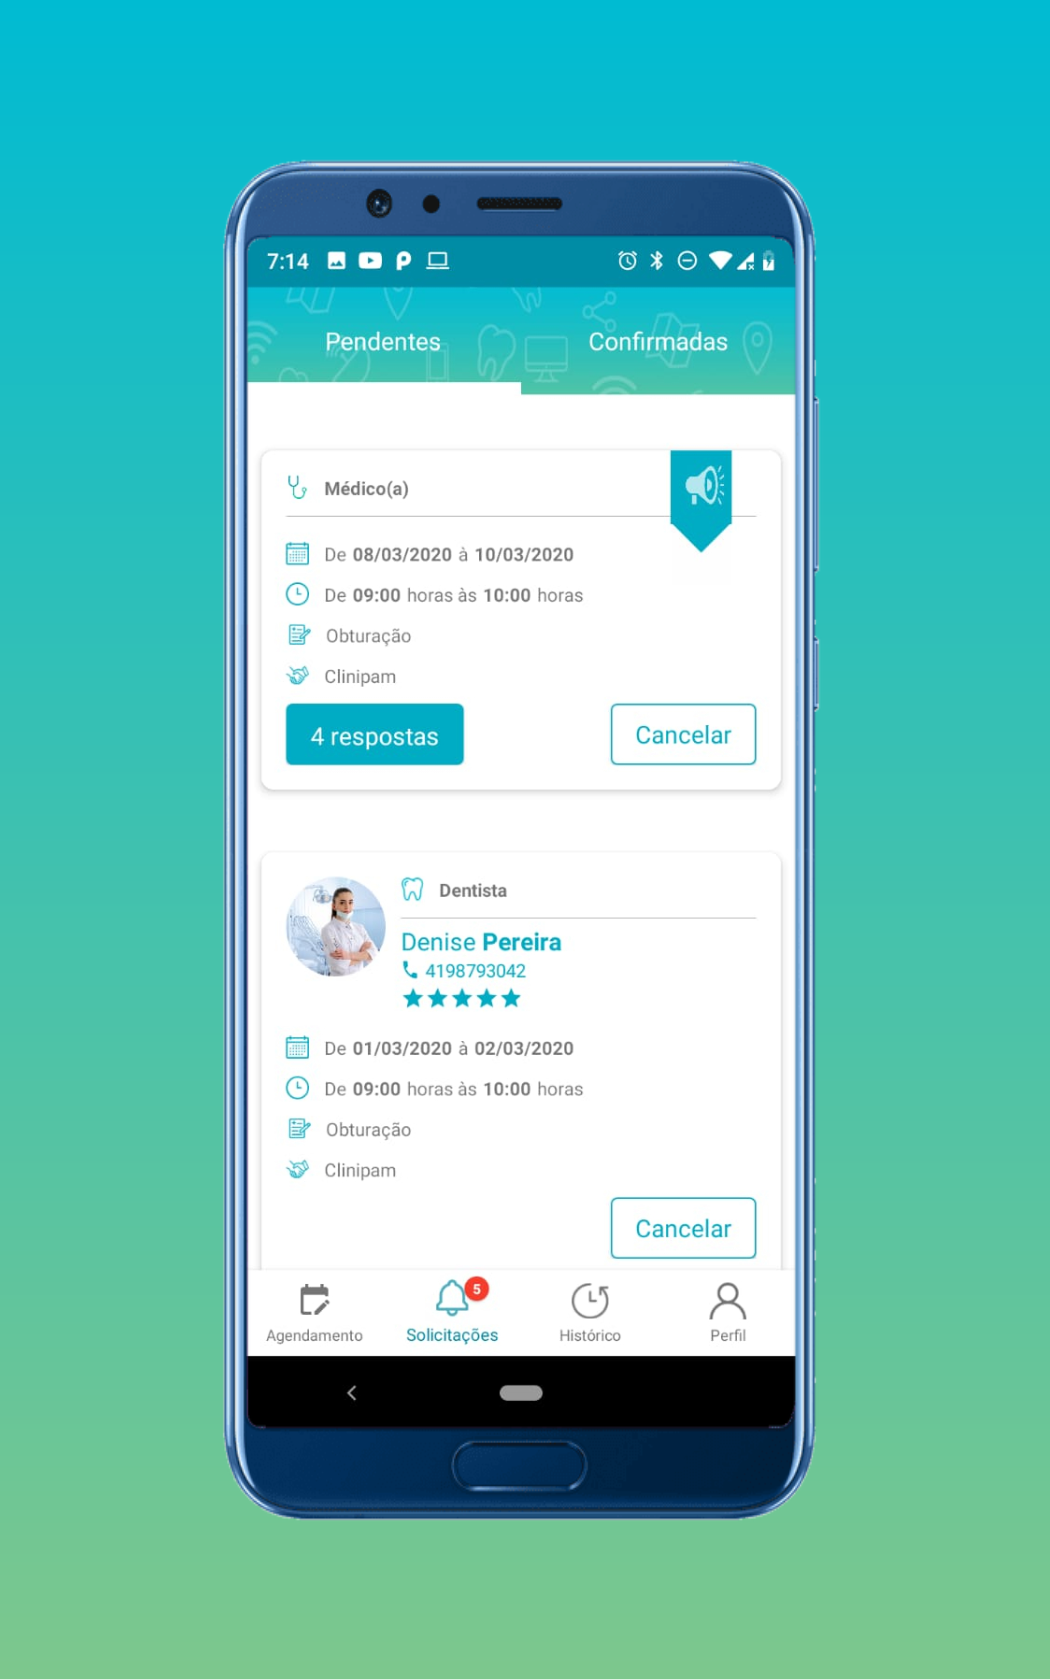 7:14
Pendentes
Confirmadas
Médico(a)
De 08/03/2020 à 10/03/2020
De 09:00 horas às 10:00 horas
Obturação
Clinipam
4 respostas
Cancelar
Dentista
Denise Pereira
4198793042
De 01/03/2020 à 02/03/2020
De 09:00 horas às 10:00 horas
Obturação
Clinipam
Cancelar
5
Agendamento
Solicitações
Histórico
Perfil